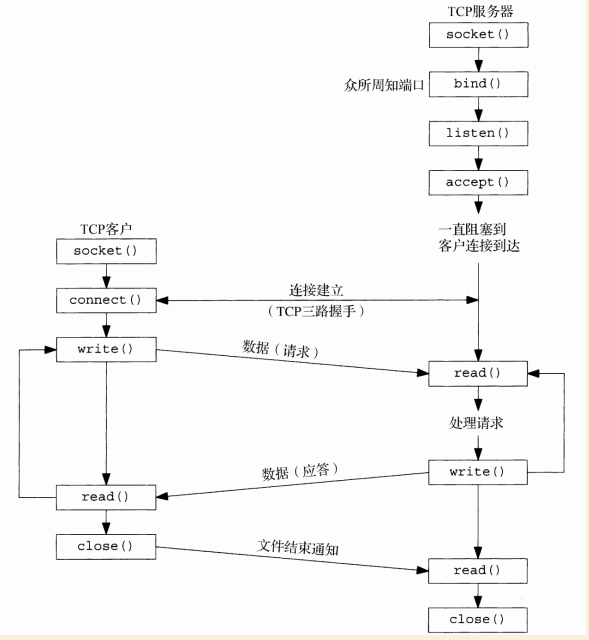 TCP服务器
socket()
众所周知端口
bind()
listen()
accept()
一直阻塞到
客户连接到达
TCP客户
socket()
connect()
连接建立
（TCP三路握手）
write()
数据（请求）
read()
处理请求
数据（应答）
write()
read()
close()
文件结束通知
read()
close()